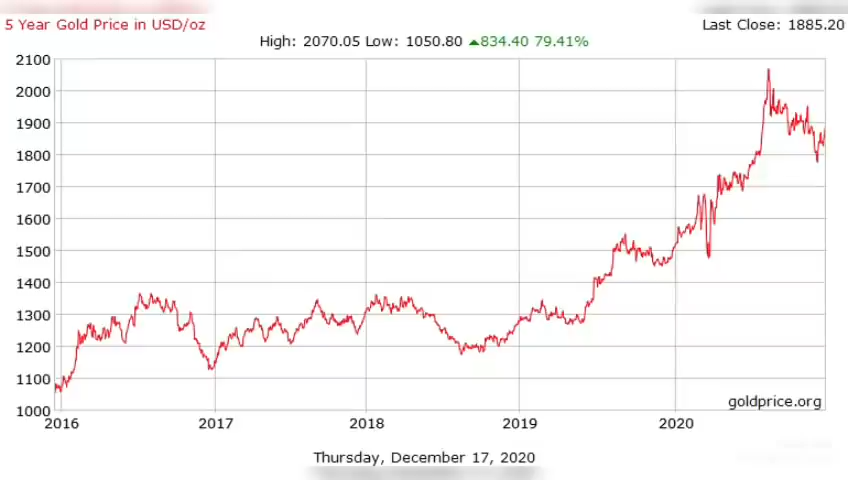 5 Year Gold Price in USD/oz
Last Close: 1885.20
High: 2070.05 Low: 1050.80 ▲834.40 79.41%
2100
2000
1900
1800
1700
1600
1500
1400
1300
1200
1100
1000
goldprice.org
2016 2017 2018 2019 2020
Thursday, December 17, 2020